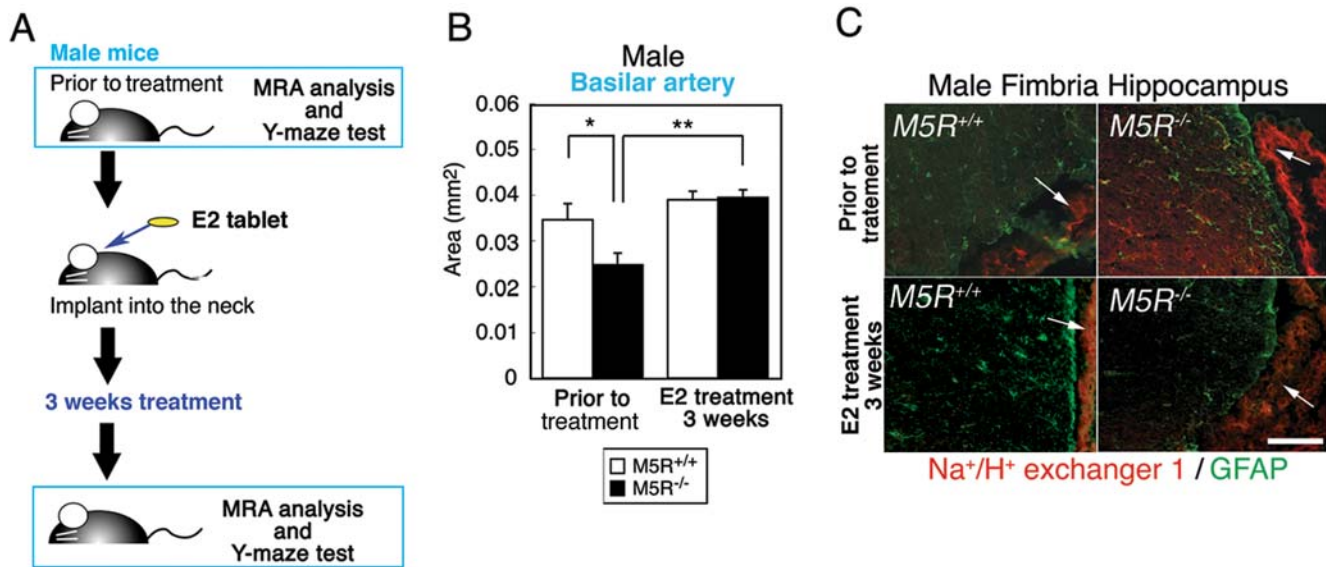 A
Male mice
Prior to treatment
MRA analysis
and
Y-maze test
E2 tablet
Implant into the neck
3 weeks treatment
MRA analysis
and
Y-maze test
B
Male
Basilar artery
Area (mm²)
0.06
0.05
0.04
0.03
0.02
0.01
0
*
**
Prior to
treatment
E2 treatment
3 weeks
M5R+/+
M5R-/-
C
Male Fimbria Hippocampus
Prior to
tratement
M5R+/+
M5R-/-
E2 treatment
3 weeks
M5R+/+
M5R-/-
Na+/H+ exchanger 1 / GFAP